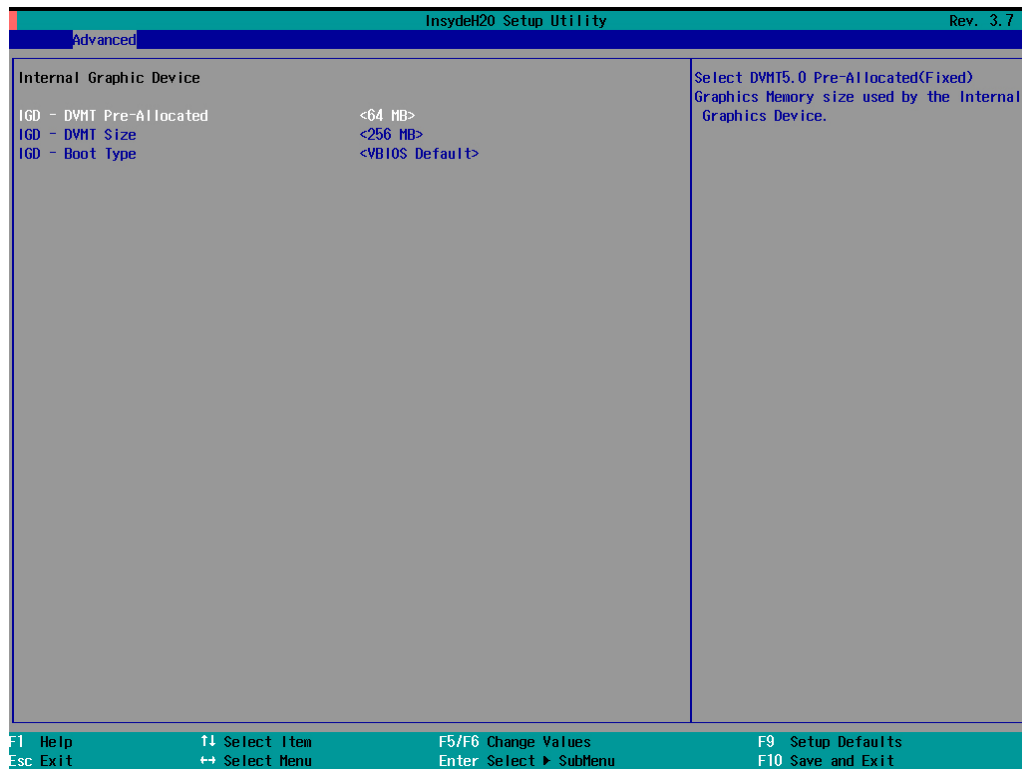 InsydeH20 Setup Utility Rev. 3.7
Advanced
Internal Graphic Device
IGD - DVMT Pre-Allocated <64 MB>
IGD - DVMT Size <256 MB>
IGD - Boot Type <VBIOS Default>
Select DVMT5.0 Pre-Allocated(Fixed)
Graphics Memory size used by the Internal
Graphics Device.
F1 Help ↑↓ Select Item F5/F6 Change Values F9 Setup Defaults
Esc Exit ↔ Select Menu Enter Select ▶ SubMenu F10 Save and Exit